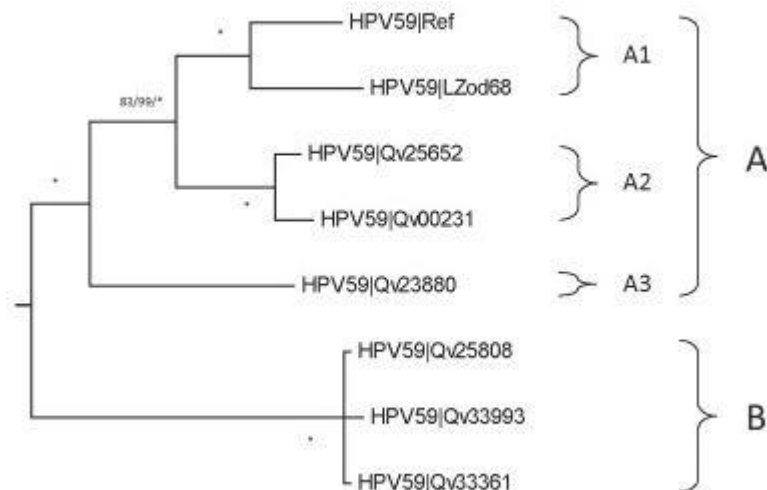 *
HPV59|Ref
A1
HPV59|LZod68
83/99/*
A
HPV59|Qv25652
A2
*
*
HPV59|Qv00231
HPV59|Qv23880
A3
HPV59|Qv25808
HPV59|Qv33993
B
*
HPV59|Qv33361